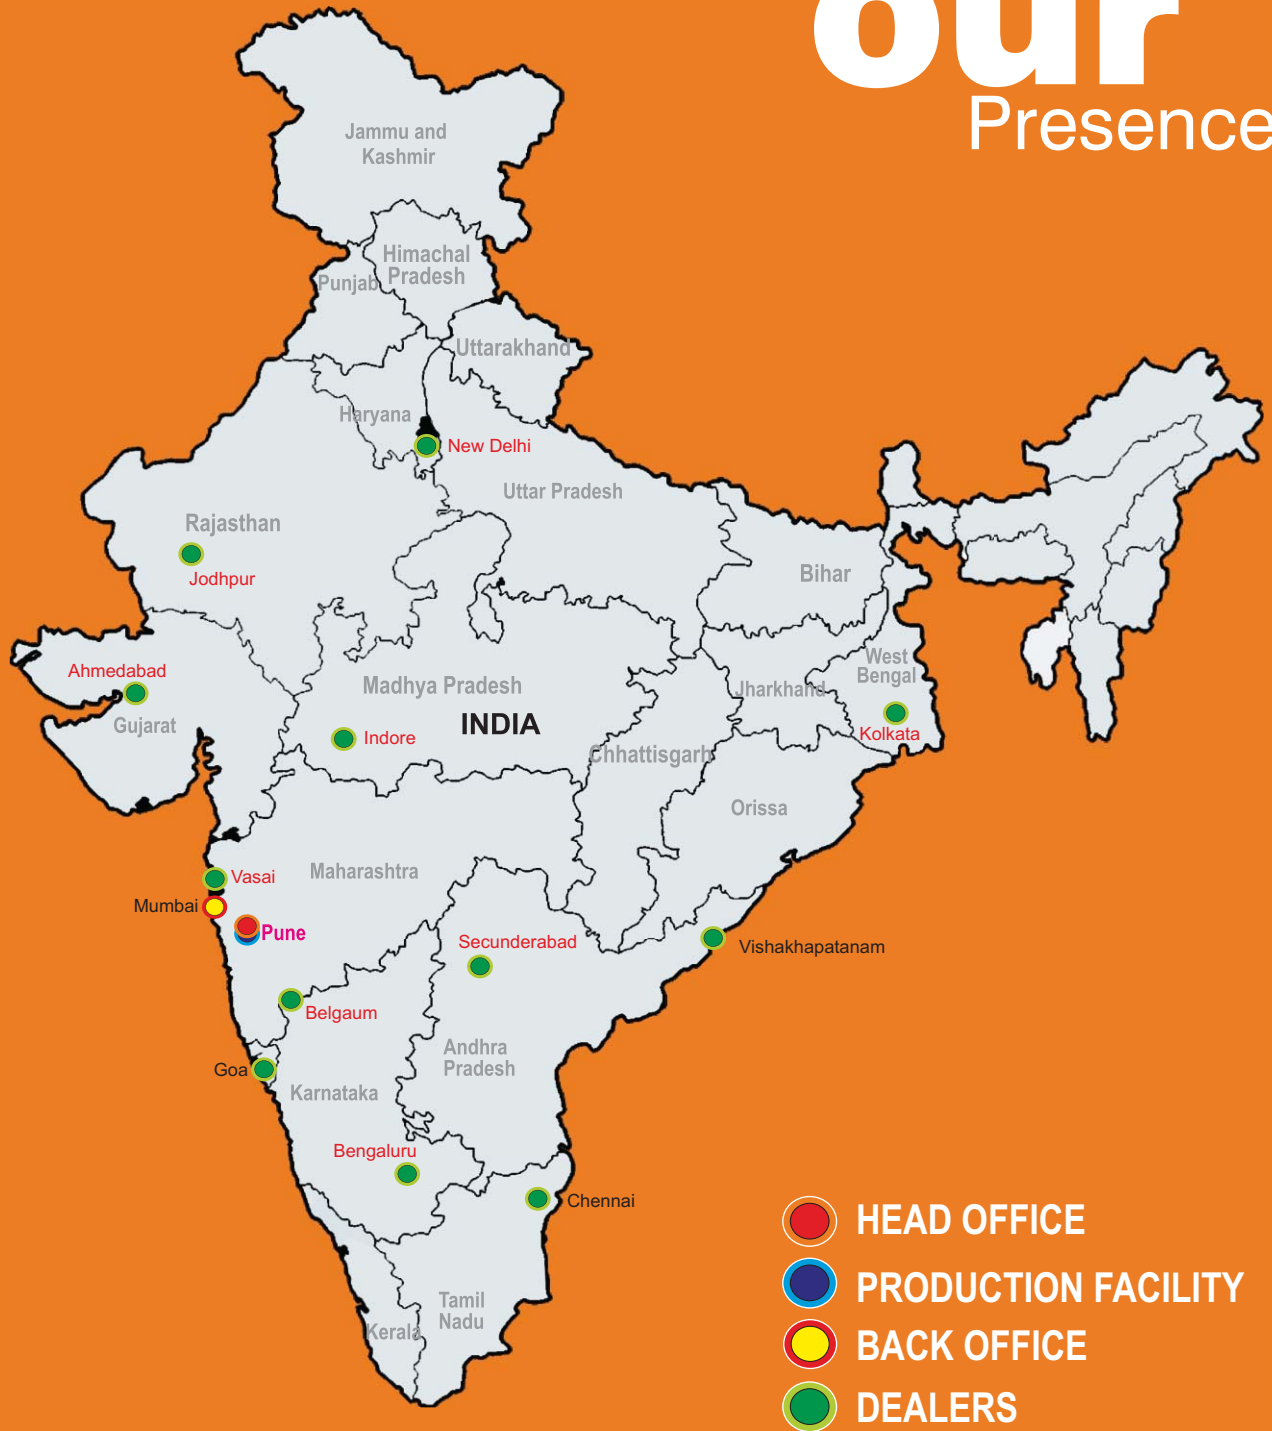 our
Presence
Jammu and
Kashmir
Himachal
Pradesh
Punjab
Uttarakhand
Haryana
New Delhi
Uttar Pradesh
Rajasthan
Jodhpur
Bihar
Ahmedabad
Gujarat
Madhya Pradesh
INDIA
Indore
West
Bengal
Jharkhand
Kolkata
Chhattisgarh
Orissa
Maharashtra
Vasai
Mumbai
Pune
Secunderabad
Vishakhapatanam
Belgaum
Goa
Andhra
Pradesh
Karnataka
Bengaluru
Chennai
Tamil
Nadu
Kerala
HEAD OFFICE
PRODUCTION FACILITY
BACK OFFICE
DEALERS